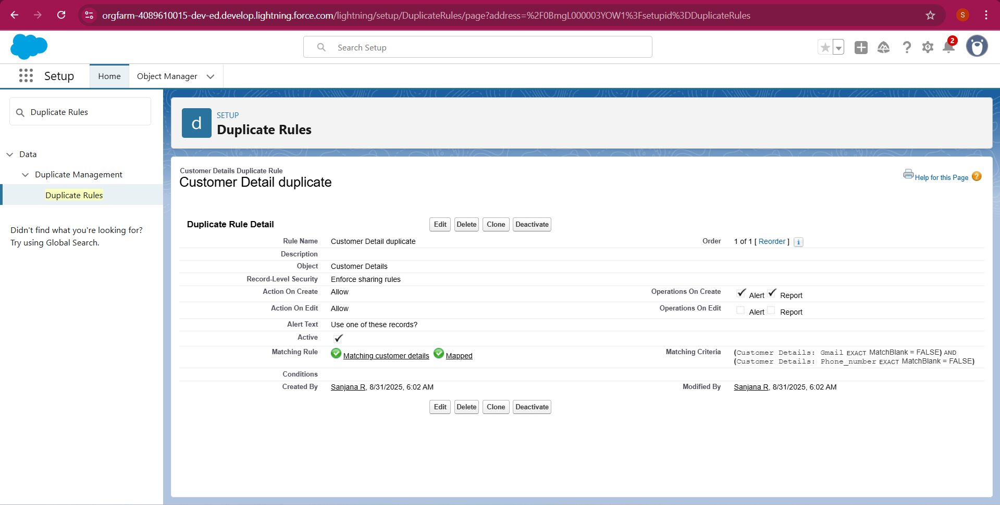 orgfarm-4089610015-dev-ed.develop.lightning.force.com/lightning/setup/DuplicateRules/page?address=%2F0BmgL000003YOW1%3Fsetupid%3DDuplicateRules
S
Search Setup
2
Setup
Home
Object Manager
Duplicate Rules
Data
Duplicate Management
Duplicate Rules
Didn't find what you're looking for?
Try using Global Search.
d
SETUP
Duplicate Rules
Customer Details Duplicate Rule
Customer Detail duplicate
Help for this Page ?
Duplicate Rule Detail Edit Delete Clone Deactivate
Rule Name Customer Detail duplicate Order 1 of 1 [ Reorder ] i
Description
Object Customer Details
Record-Level Security Enforce sharing rules
Action On Create Allow Operations On Create Alert Report
Action On Edit Allow Operations On Edit Alert Report
Alert Text Use one of these records?
Active
Matching Rule Matching customer details Mapped Matching Criteria (Customer Details: Gmail EXACT MatchBlank = FALSE) AND
(Customer Details: Phone_number EXACT MatchBlank = FALSE)
Conditions
Created By Sanjana R, 8/31/2025, 6:02 AM Modified By Sanjana R, 8/31/2025, 6:02 AM
Edit Delete Clone Deactivate